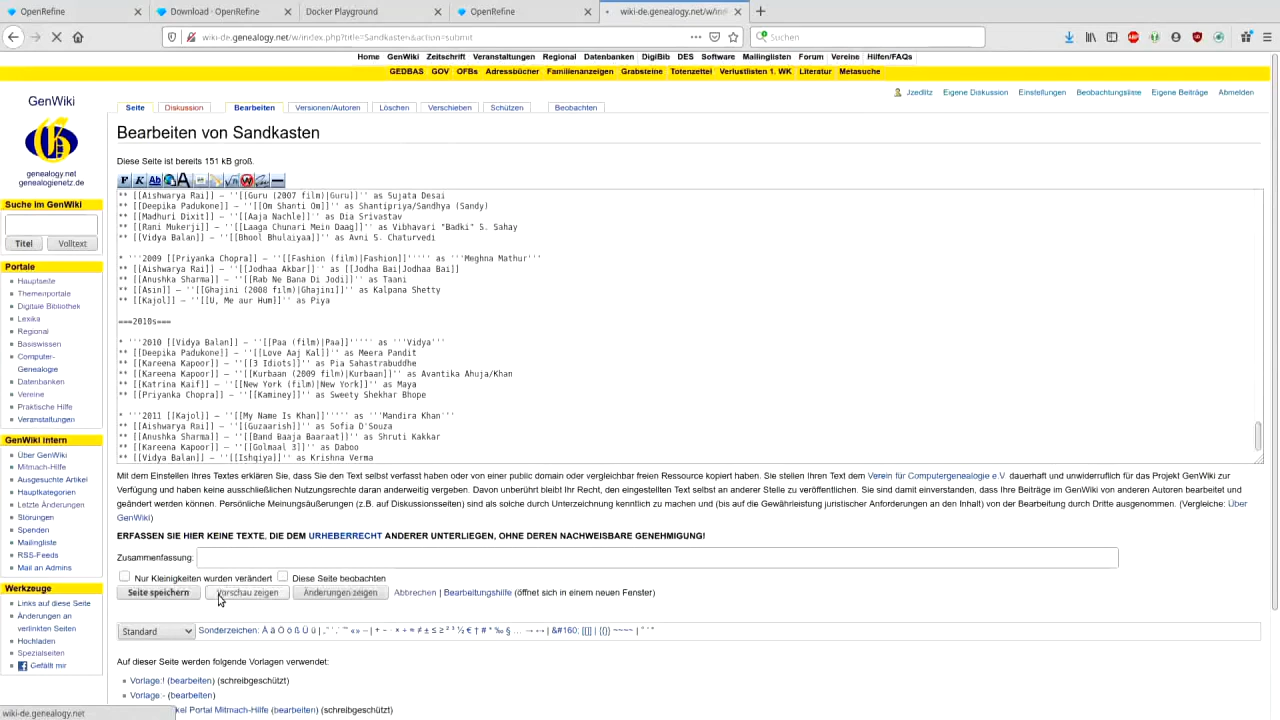 OpenRefine
Download · OpenRefine
Docker Playground
OpenRefine
wiki-de.genealogy.net/w/ine
wiki-de.genealogy.net/w/index.php?title=Sandkasten&action=submit
Suchen
Home GenWiki Zeitschrift Veranstaltungen Regional Datenbanken DigiBib DES Software Mailinglisten Forum Vereine Hilfen/FAQs
GEDBAS GOV OFBs Adressbücher Familienanzeigen Grabsteine Totenzettel Verlustlisten 1. WK Literatur Metasuche
Jzedlitz Eigene Diskussion Einstellungen Beobachtungsliste Eigene Beiträge Abmelden
GenWiki
genealogy.net
genealogienetz.de
Suche im GenWiki
Titel Volltext
Portale
Hauptseite
Themenportale
Digitale Bibliothek
Lexika
Regional
Basiswissen
Computer-
Genealogie
Datenbanken
Vereine
Praktische Hilfe
Veranstaltungen
GenWiki intern
Über GenWiki
Mitmach-Hilfe
Ausgesuchte Artikel
Hauptkategorien
Letzte Änderungen
Störungen
Spenden
Mailingliste
RSS-Feeds
Mail an Admins
Werkzeuge
Links auf diese Seite
Änderungen an
verlinkten Seiten
Hochladen
Spezialseiten
Gefällt mir
Seite Diskussion Bearbeiten Versionen/Autoren Löschen Verschieben Schützen Beobachten
Bearbeiten von Sandkasten
Diese Seite ist bereits 151 kB groß.
** [[Aishwarya Rai]] – ''[[Guru (2007 film)|Guru]]'' as Sujata Desai
** [[Deepika Padukone]] – ''[[Om Shanti Om]]'' as Shantipriya/Sandhya (Sandy)
** [[Madhuri Dixit]] – ''[[Aaja Nachle]]'' as Dia Srivastav
** [[Rani Mukerji]] – ''[[Laaga Chunari Mein Daag]]'' as Vibhavari "Badki" S. Sahay
** [[Vidya Balan]] – ''[[Bhool Bhulaiyaa]]'' as Avni S. Chaturvedi
* '''2009 [[Priyanka Chopra]] – ''[[Fashion (film)|Fashion]]''''' as '''Meghna Mathur'''
** [[Aishwarya Rai]] – ''[[Jodhaa Akbar]]'' as [[Jodha Bai|Jodhaa Bai]]
** [[Anushka Sharma]] – ''[[Rab Ne Bana Di Jodi]]'' as Taani
** [[Asin]] – ''[[Ghajini (2008 film)|Ghajini]]'' as Kalpana Shetty
** [[Kajol]] – ''[[U, Me aur Hum]]'' as Piya
===2010s===
* '''2010 [[Vidya Balan]] – ''[[Paa (film)|Paa]]''''' as '''Vidya'''
** [[Deepika Padukone]] – ''[[Love Aaj Kal]]'' as Meera Pandit
** [[Kareena Kapoor]] – ''[[3 Idiots]]'' as Pia Sahastrabuddhe
** [[Kareena Kapoor]] – ''[[Kurbaan (2009 film)|Kurbaan]]'' as Avantika Ahuja/Khan
** [[Katrina Kaif]] – ''[[New York (film)|New York]]'' as Maya
** [[Priyanka Chopra]] – ''[[Kaminey]]'' as Sweety Shekhar Bhope
* '''2011 [[Kajol]] – ''[[My Name Is Khan]]''''' as '''Mandira Khan'''
** [[Aishwarya Rai]] – ''[[Guzaarish]]'' as Sofia D'Souza
** [[Anushka Sharma]] – ''[[Band Baaja Baaraat]]'' as Shruti Kakkar
** [[Kareena Kapoor]] – ''[[Golmaal 3]]'' as Daboo
** [[Vidya Balan]] – ''[[Ishqiya]]'' as Krishna Verma
Mit dem Einstellen Ihres Textes erklären Sie, dass Sie den Text selbst verfasst haben oder von einer public domain oder vergleichbar freien Ressource kopiert haben. Sie stellen Ihren Text dem Verein für Computergenealogie e.V dauerhaft und unwiderruflich für das Projekt GenWiki zur
Verfügung und haben keine ausschließlichen Nutzungsrechte daran anderweitig vergeben. Davon unberührt bleibt Ihr Recht, den eingestellten Text selbst an anderer Stelle zu veröffentlichen. Sie sind damit einverstanden, dass Ihre Beiträge im GenWiki von anderen Autoren bearbeitet und
geändert werden können. Persönliche Meinungsäußerungen (z.B. auf Diskussionsseiten) sind als solche durch Unterzeichnung kenntlich zu machen und (bis auf die Gewährleistung juristischer Anforderungen an den Inhalt) von der Bearbeitung durch Dritte ausgenommen. (Vergleiche: Über
GenWiki)
ERFASSEN SIE HIER KEINE TEXTE, DIE DEM URHEBERRECHT ANDERER UNTERLIEGEN, OHNE DEREN NACHWEISBARE GENEHMIGUNG!
Zusammenfassung:
Nur Kleinigkeiten wurden verändert Diese Seite beobachten
Seite speichern Vorschau zeigen Änderungen zeigen Abbrechen | Bearbeitungshilfe (öffnet sich in einem neuen Fenster)
Standard Sonderzeichen:
Auf dieser Seite werden folgende Vorlagen verwendet:
Vorlage:! (bearbeiten) (schreibgeschützt)
Vorlage:- (bearbeiten)
kel Portal Mitmach-Hilfe (bearbeiten) (schreibgeschützt)
wiki-de.genealogy.net